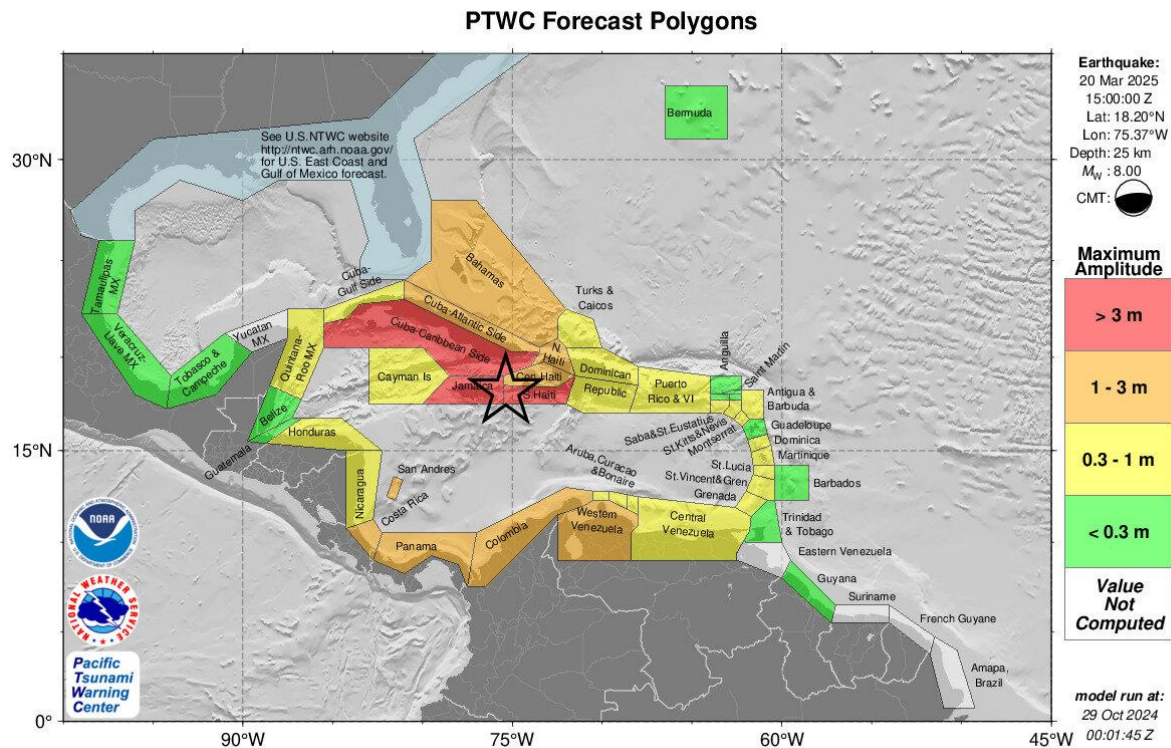 PTWC Forecast Polygons
Earthquake:
20 Mar 2025
15:00:00 Z
Lat: 18.20°N
Lon: 75.37°W
Depth: 25 km
MW : 8.00
CMT:
See U.S.NTWC website
http://ntwc.arh.noaa.gov/
for U.S. East Coast and
Gulf of Mexico forecast.
Bermuda
30°N
15°N
0°
Tamaulipas
MX
Veracruz-
Llave MX
Tobasco &
Campeche
Yucatan
MX
Quintana-
Roo MX
Belize
Guatemala
Honduras
Nicaragua
Costa Rica
San Andres
Panama
Colombia
Cuba-
Gulf Side
Cuba-Atlantic Side
Cuba-Caribbean Side
Bahamas
Turks &
Caicos
Cayman Is
Jamaica
N.
Haiti
Cen.Haiti
S.Haiti
Dominican
Republic
Puerto
Rico & VI
Anguilla
Saint Martin
Antigua &
Barbuda
Saba&St.Eustatius
St.Kitts&Nevis
Montserrat
Guadeloupe
Dominica
Martinique
St.Lucia
St.Vincent&Gren
Grenada
Barbados
Aruba,Curacao
&Bonaire
Western
Venezuela
Central
Venezuela
Trinidad
& Tobago
Eastern Venezuela
Guyana
Suriname
French Guyane
Amapa,
Brazil
Maximum
Amplitude
> 3 m
1 - 3 m
0.3 - 1 m
< 0.3 m
Value
Not
Computed
model run at:
29 Oct 2024
00:01:45 Z
NOAA
NATIONAL WEATHER SERVICE
Pacific
Tsunami
Warning
Center
90°W
75°W
60°W
45°W